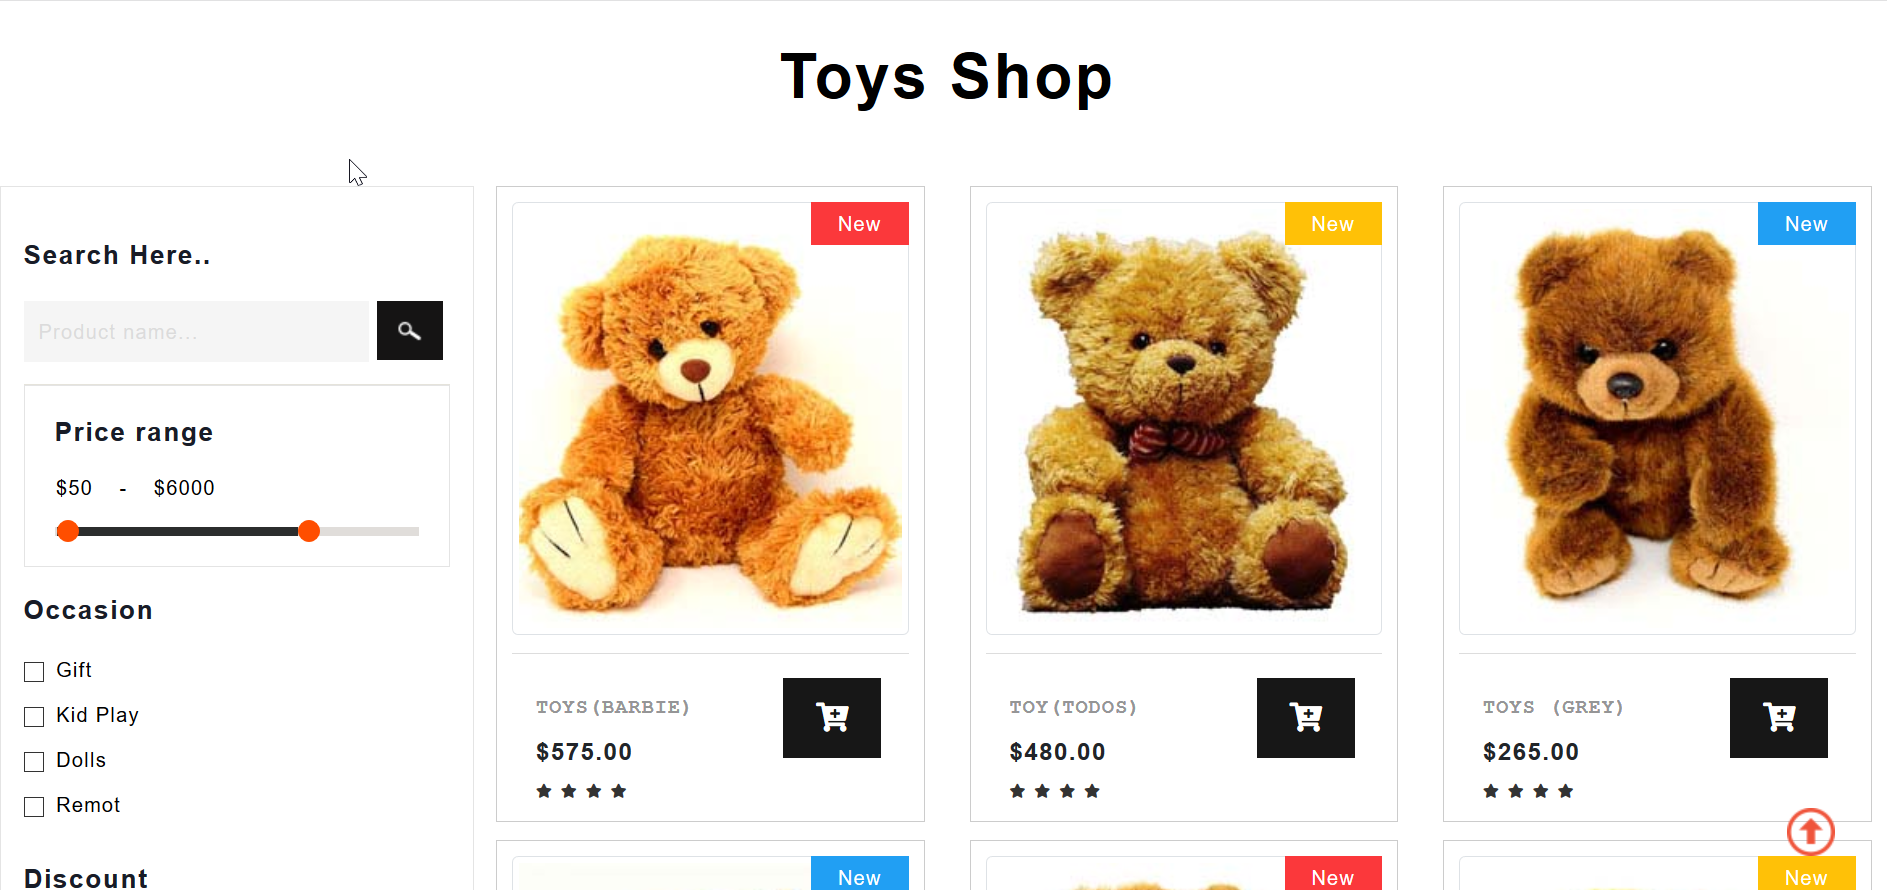 Toys Shop
Search Here..
Product name...
Price range
$50 - $6000
Occasion
Gift
Kid Play
Dolls
Remot
Discount
New
TOYS(BARBIE)
$575.00
New
TOY(TODOS)
$480.00
New
TOYS (GREY)
$265.00
New
New
New